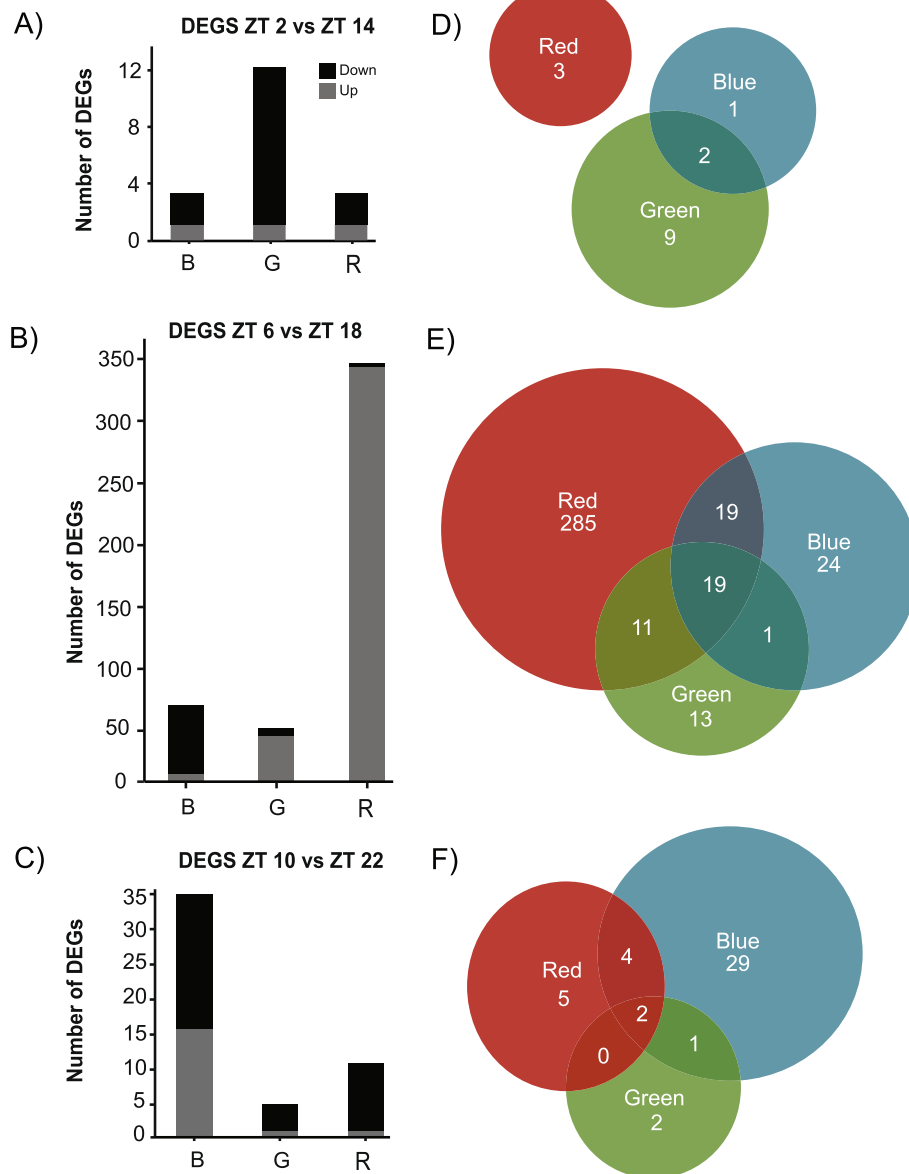 A)
DEGS ZT 2 vs ZT 14
Number of DEGs
12
8
4
0
Down
Up
B
G
R
D)
Red
3
Blue
1
2
Green
9
B)
DEGS ZT 6 vs ZT 18
Number of DEGs
350
300
250
200
150
100
50
0
B
G
R
E)
Red
285
19
Blue
24
19
11
1
Green
13
C)
DEGS ZT 10 vs ZT 22
Number of DEGs
35
30
25
20
15
10
5
0
B
G
R
F)
Blue
29
4
Red
5
2
1
0
Green
2